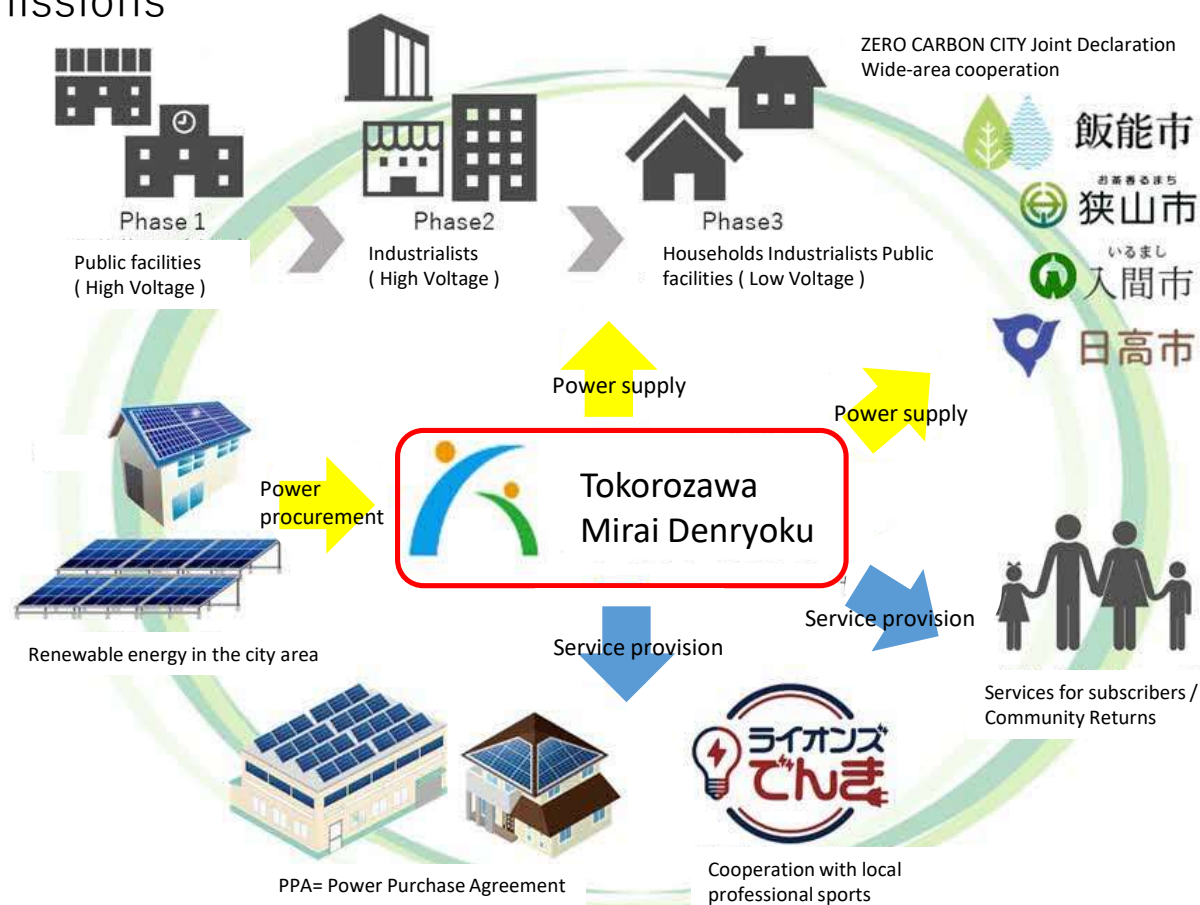 ZERO CARBON CITY Joint Declaration
Wide-area cooperation
飯能市
お茶香るまち
狭山市
いるまし
入間市
日高市
Phase 1
Public facilities
( High Voltage )
Phase2
Industrialists
( High Voltage )
Phase3
Households Industrialists Public
facilities ( Low Voltage )
Power supply
Power supply
Power
procurement
Tokorozawa
Mirai Denryoku
Renewable energy in the city area
Service provision
Service provision
Services for subscribers /
Community Returns
ライオンズ
でんき
PPA= Power Purchase Agreement
Cooperation with local
professional sports